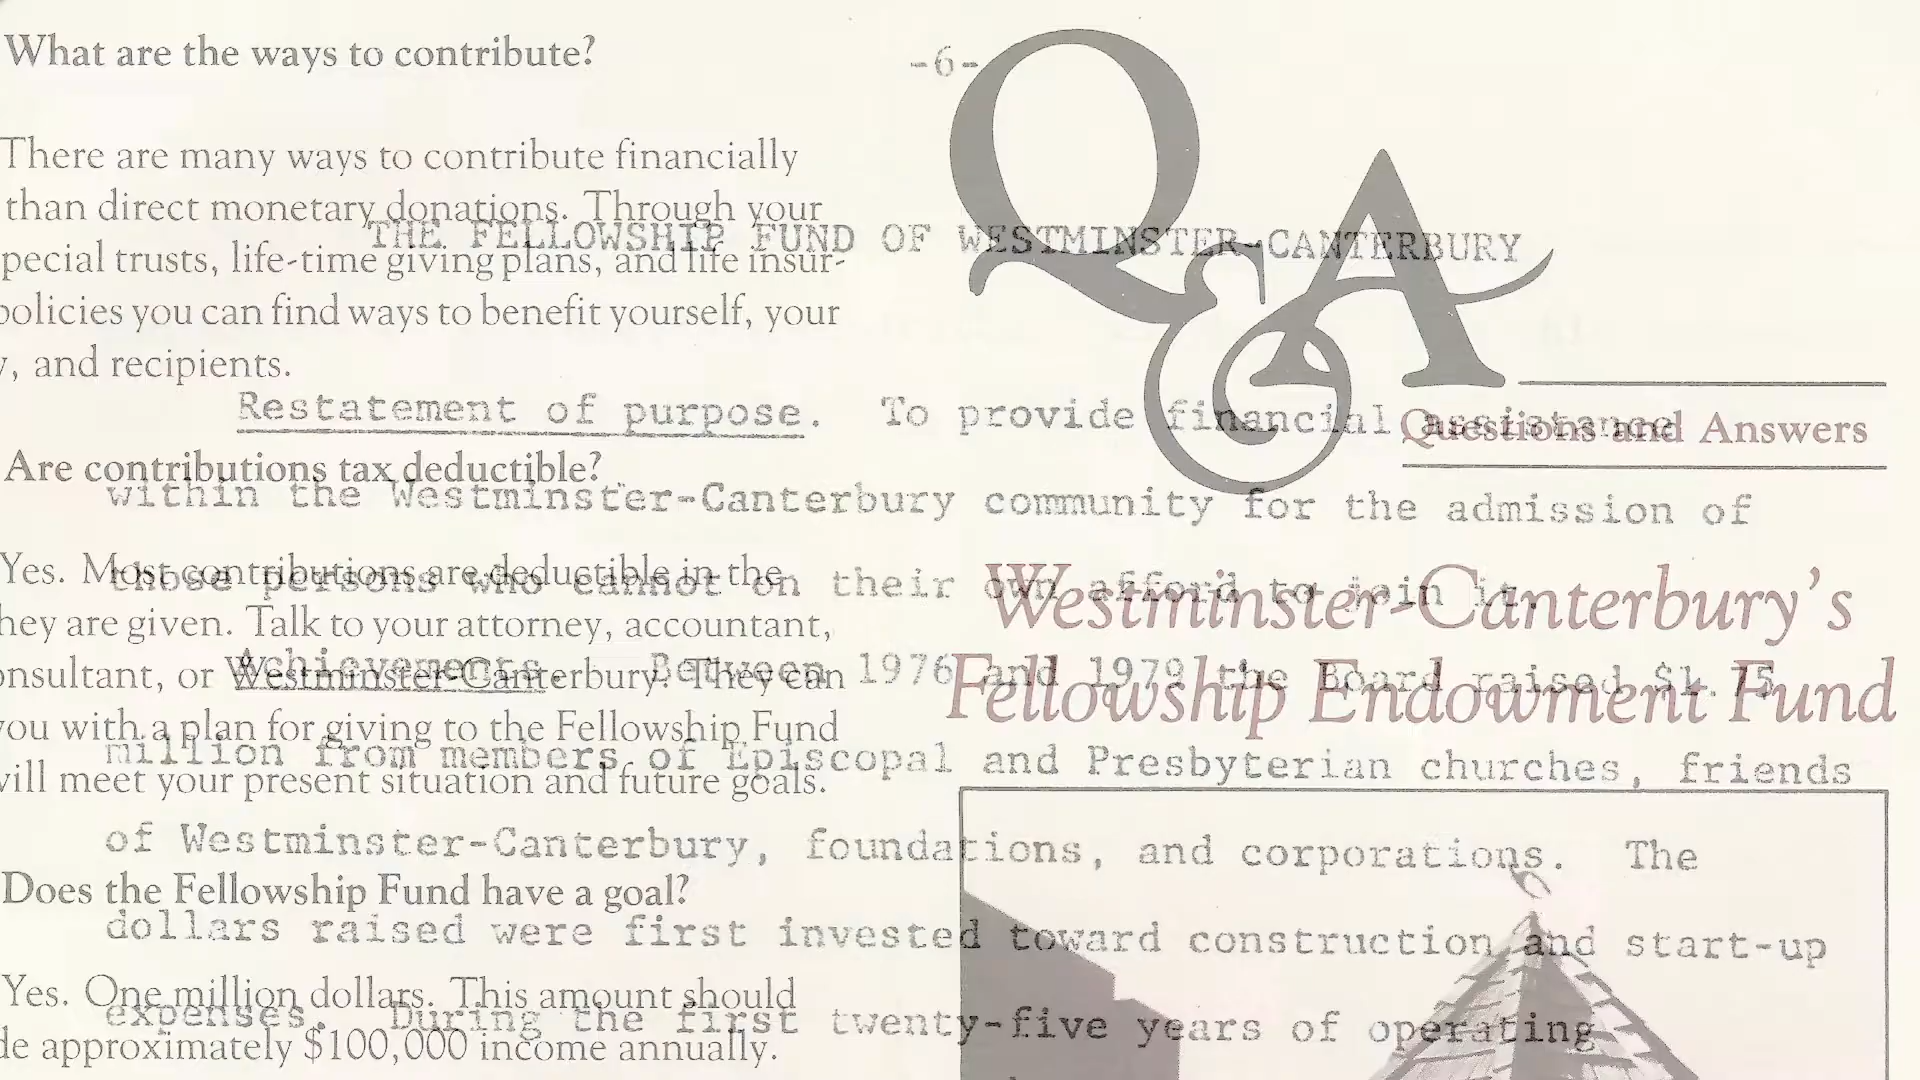 What are the ways to contribute?
There are many ways to contribute financially
than direct monetary donations. Through your
pecial trusts, life-time giving plans, and life insur-
policies you can find ways to benefit yourself, your
y, and recipients.
Are contributions tax deductible?
Yes. Most contributions are deductible in the
hey are given. Talk to your attorney, accountant,
onsultant, or Westminster-Canterbury. They can
you with a plan for giving to the Fellowship Fund
will meet your present situation and future goals.
Does the Fellowship Fund have a goal?
Yes. One million dollars. This amount should
de approximately $100,000 income annually.
-6-
THE FELLOWSHIP FUND OF WESTMINSTER-CANTERBURY
Restatement of purpose. To provide financial assistance
within the Westminster-Canterbury community for the admission of
those persons who cannot on their own afford to join it.
Achievements. Between 1976 and 1979 the Board raised $1.75
million from members of Episcopal and Presbyterian churches, friends
of Westminster-Canterbury, foundations, and corporations. The
dollars raised were first invested toward construction and start-up
expenses. During the first twenty-five years of operating
Q&A
Questions and Answers
Westminster-Canterbury's
Fellowship Endowment Fund